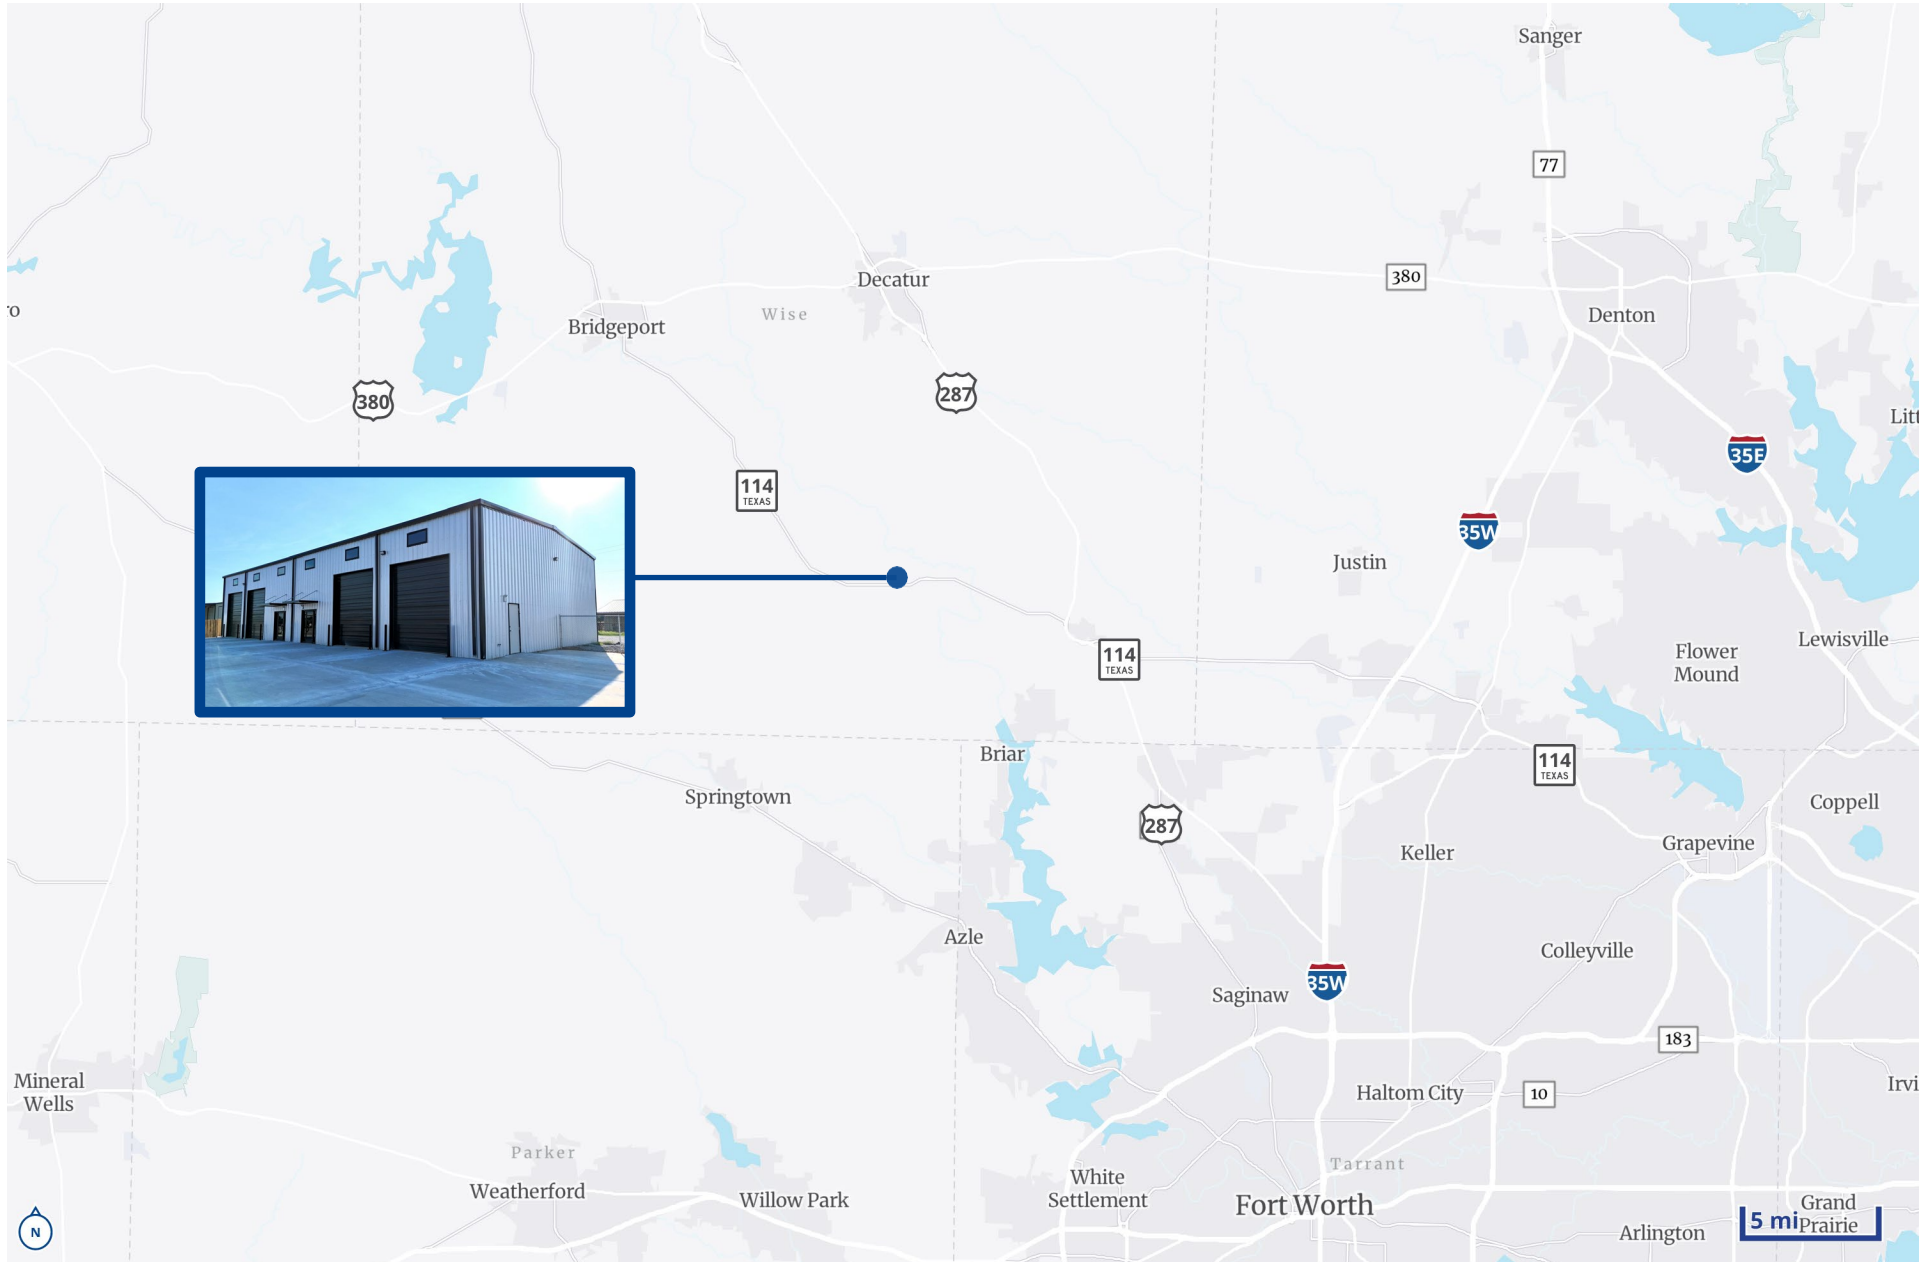 Sanger
77
Decatur
380
ro
Wise
Bridgeport
Denton
380
287
Litt
35E
114
TEXAS
35W
Justin
Lewisville
114
TEXAS
Flower
Mound
Briar
114
TEXAS
Springtown
Coppell
287
Keller
Grapevine
Azle
Colleyville
35W
Saginaw
183
Mineral
Wells
Haltom City
10
Irvi
Parker
Tarrant
Weatherford
Willow Park
White
Settlement
Fort Worth
Grand
Prairie
5 mi
Arlington
N